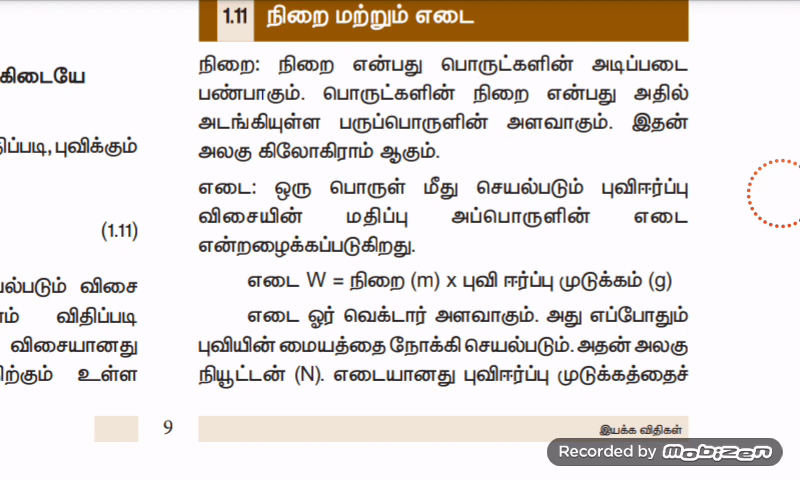 1.11 நிறை மற்றும் எடை
கிடையே
புவிக்கும்
(1.11)
விசை
விதிப்படி
விசையானது
உள்ள
நிறை: நிறை என்பது பொருட்களின் அடிப்படை
பண்பாகும். பொருட்களின் நிறை என்பது அதில்
அடங்கியுள்ள பருப்பொருளின் அளவாகும். இதன்
அலகு கிலோகிராம் ஆகும்.
எடை: ஒரு பொருள் மீது செயல்படும் புவிஈர்ப்பு
விசையின் மதிப்பு அப்பொருளின் எடை
என்றழைக்கப்படுகிறது.
எடை W = நிறை (m) x புவி ஈர்ப்பு முடுக்கம் (g)
எடை ஓர் வெக்டார் அளவாகும். அது எப்போதும்
புவியின் மையத்தை நோக்கி செயல்படும். அதன் அலகு
நியூட்டன் (N). எடையானது புவிஈர்ப்பு முடுக்கத்தைச்
9
இயக்க விதிகள்
Recorded by mobizen